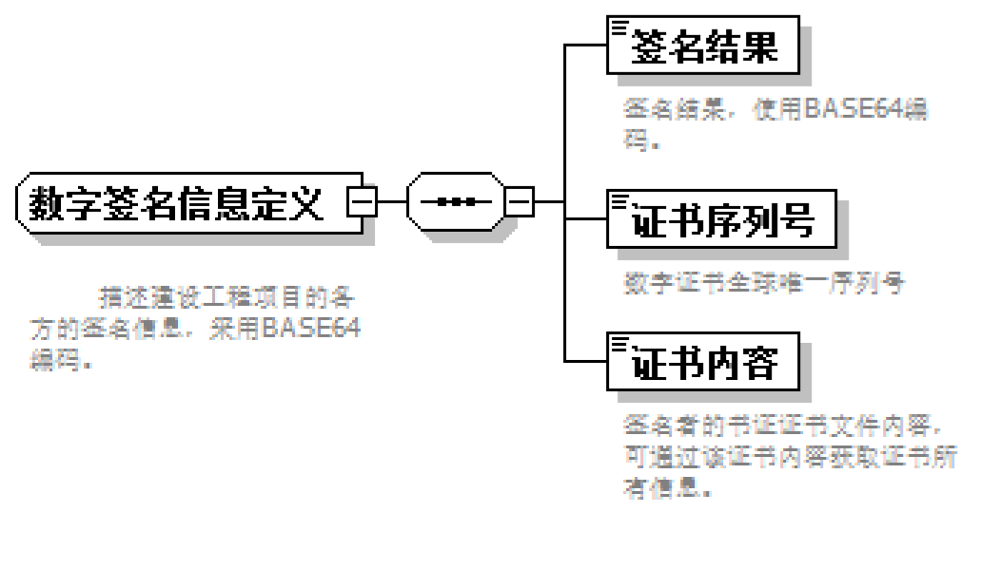 签名结果
签名结果，使用BASE64编
码。
数字签名信息定义
描述建设工程项目的各
方的签名信息，采用BASE64
编码。
证书序列号
数字证书全球唯一序列号
证书内容
签名者的书证证书文件内容，
可通过该证书内容获取证书所
有信息。